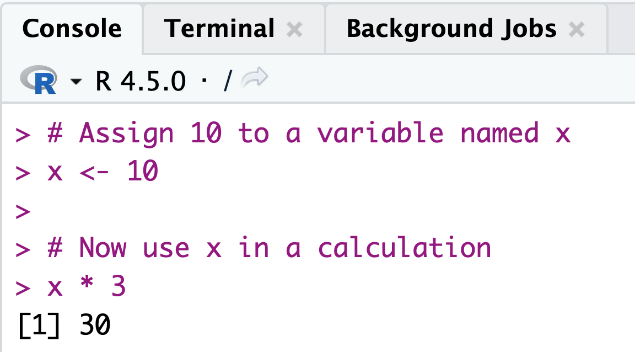 Console Terminal × Background Jobs ×
R R 4.5.0 · /
> # Assign 10 to a variable named x
> x <- 10
>
> # Now use x in a calculation
> x * 3
[1] 30